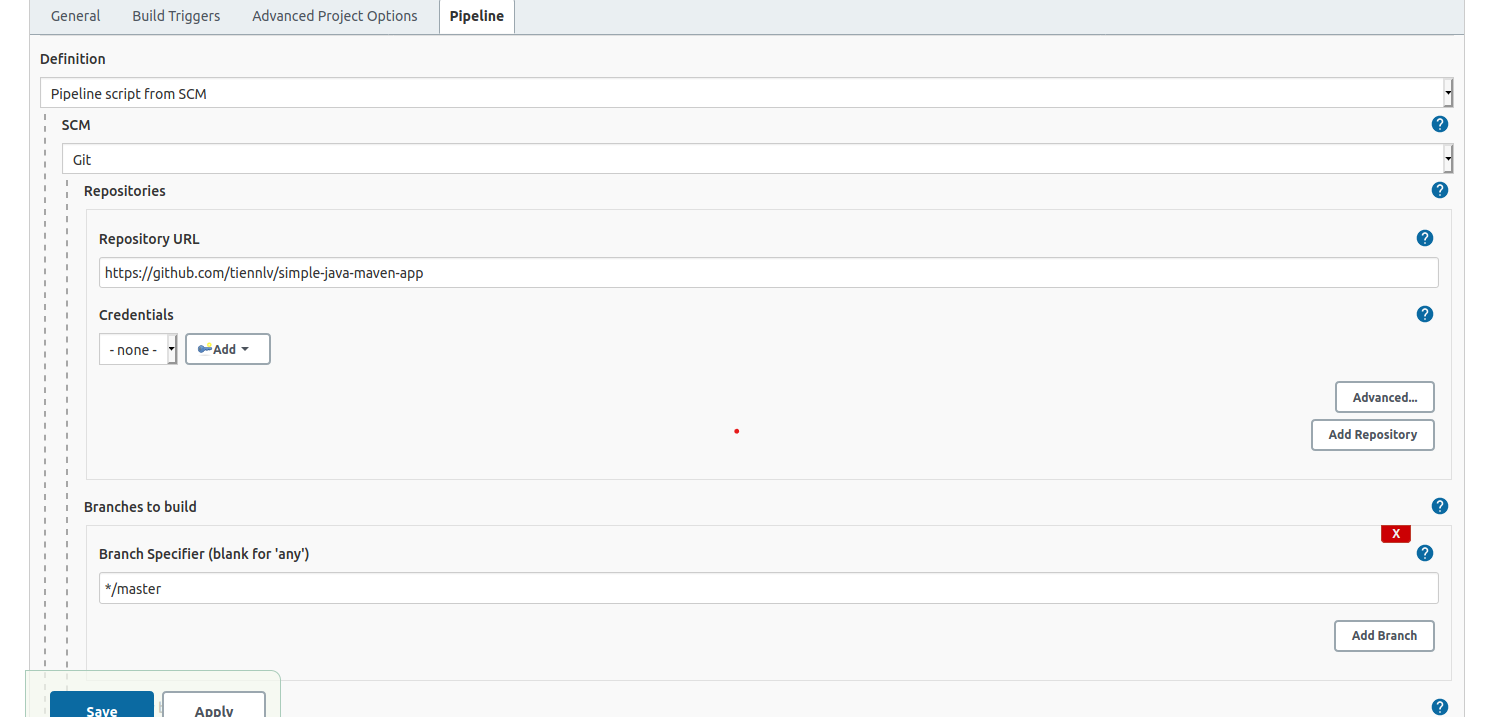 General Build Triggers Advanced Project Options Pipeline
Definition
Pipeline script from SCM
SCM
?
Git
Repositories
?
Repository URL
?
https://github.com/tiennlv/simple-java-maven-app
Credentials
?
- none - Add
Advanced...
Add Repository
Branches to build
?
X
Branch Specifier (blank for 'any')
?
*/master
Add Branch
Save Apply
?